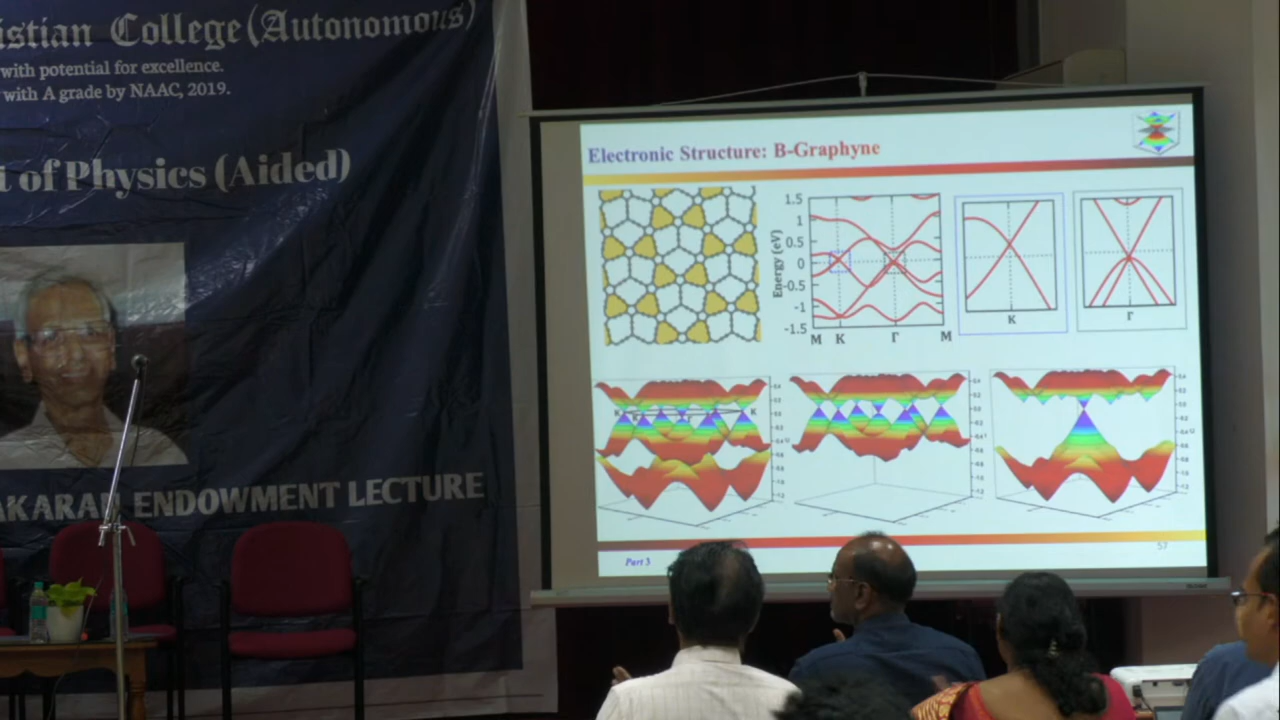 istian College (Autonomous)
with potential for excellence.
with A grade by NAAC, 2019.
t of Physics (Aided)
AKARAN ENDOWMENT LECTURE
Electronic Structure: B-Graphyne
Energy (eV)
1.5
1
0.5
0
-0.5
-1
-1.5
M K Γ M
K
Γ
K K
Part 3
57